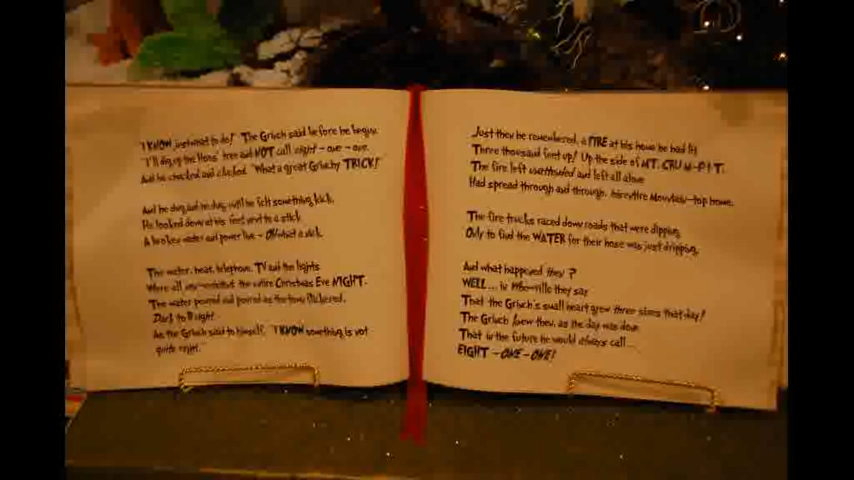 "I KNOW just what to do!" The Grinch said before he began.
"I'll dig up the Hens' tree and NOT call eight-one-one.
And he chucked and clucked, "What a great Grinchy TRICK!"
And he dug and he dug, until he felt something kick.
He looked down at his feet next to a stick
A broken water and power line - OH what a sick.
The water, heat, telephone, TV and the lights
Were all the entire Christmas Eve NIGHT.
The water poured and poured as the town flickered,
Dark to Bright.
As the Grinch said to himself, "I KNOW something is not
quite right."
Just then he remembered, a FIRE at his home he had lit
Three thousand feet up! Up the side of MT. CRUM-PIT.
The fire left unattended and left all alone
Had spread through and through, his entire Mountain-top home.
The fire trucks raced down roads that were dipping,
Only to find the WATER for their hose was just dripping.
And what happened then?
WELL... in Who-ville they say
That the Grinch's small heart grew three sizes that day!
The Grinch knew then, as the day was done
That in the future he would always call...
EIGHT-ONE-ONE!